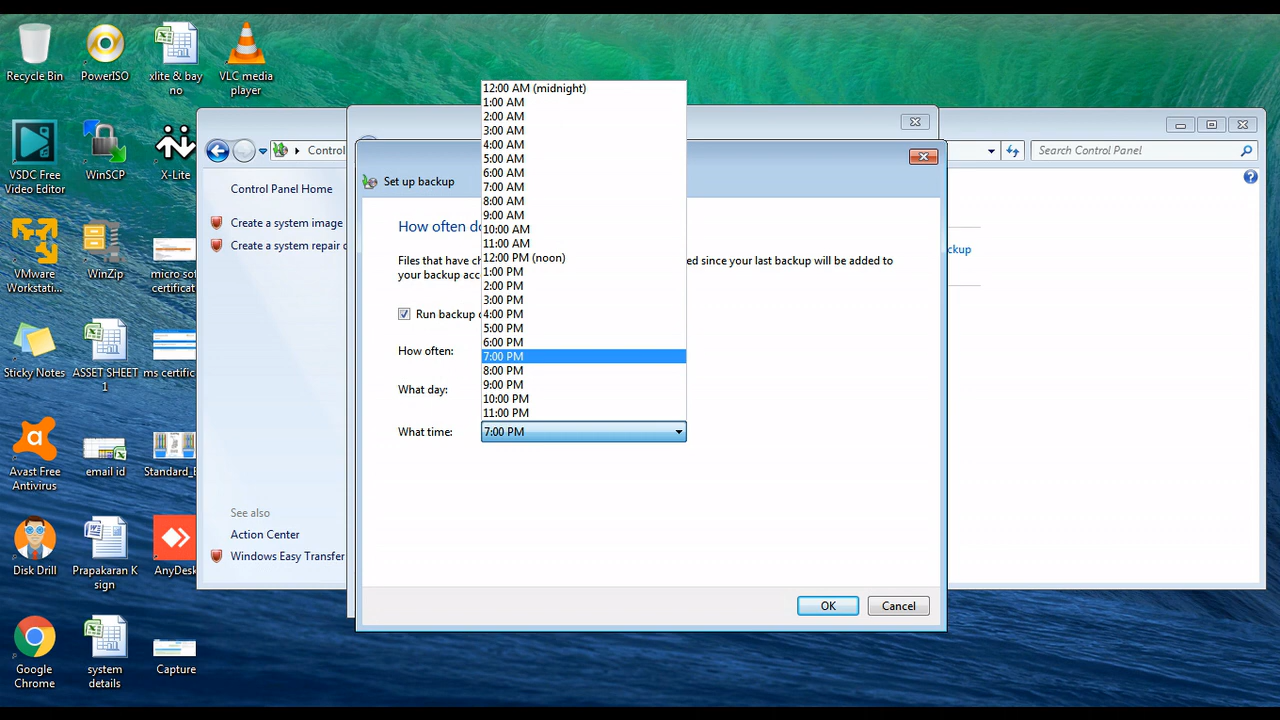 Recycle Bin
PowerISO
xlite & bay
no
VLC media
player
VSDC Free
Video Editor
WinSCP
X-Lite
VMware
Workstati...
WinZip
micro sof
certificat
Sticky Notes
ASSET SHEET
1
ms certific
Avast Free
Antivirus
email id
Standard_E
Disk Drill
Prapakaran K
sign
AnyDesk
Google
Chrome
system
details
Capture
Control
Search Control Panel
Control Panel Home
Create a system image
Create a system repair d
See also
Action Center
Windows Easy Transfer
ckup
Set up backup
How often do
Files that have ch
ed since your last backup will be added to
your backup acc
Run backup o
How often:
What day:
What time:
12:00 AM (midnight)
1:00 AM
2:00 AM
3:00 AM
4:00 AM
5:00 AM
6:00 AM
7:00 AM
8:00 AM
9:00 AM
10:00 AM
11:00 AM
12:00 PM (noon)
1:00 PM
2:00 PM
3:00 PM
4:00 PM
5:00 PM
6:00 PM
7:00 PM
8:00 PM
9:00 PM
10:00 PM
11:00 PM
7:00 PM
OK
Cancel